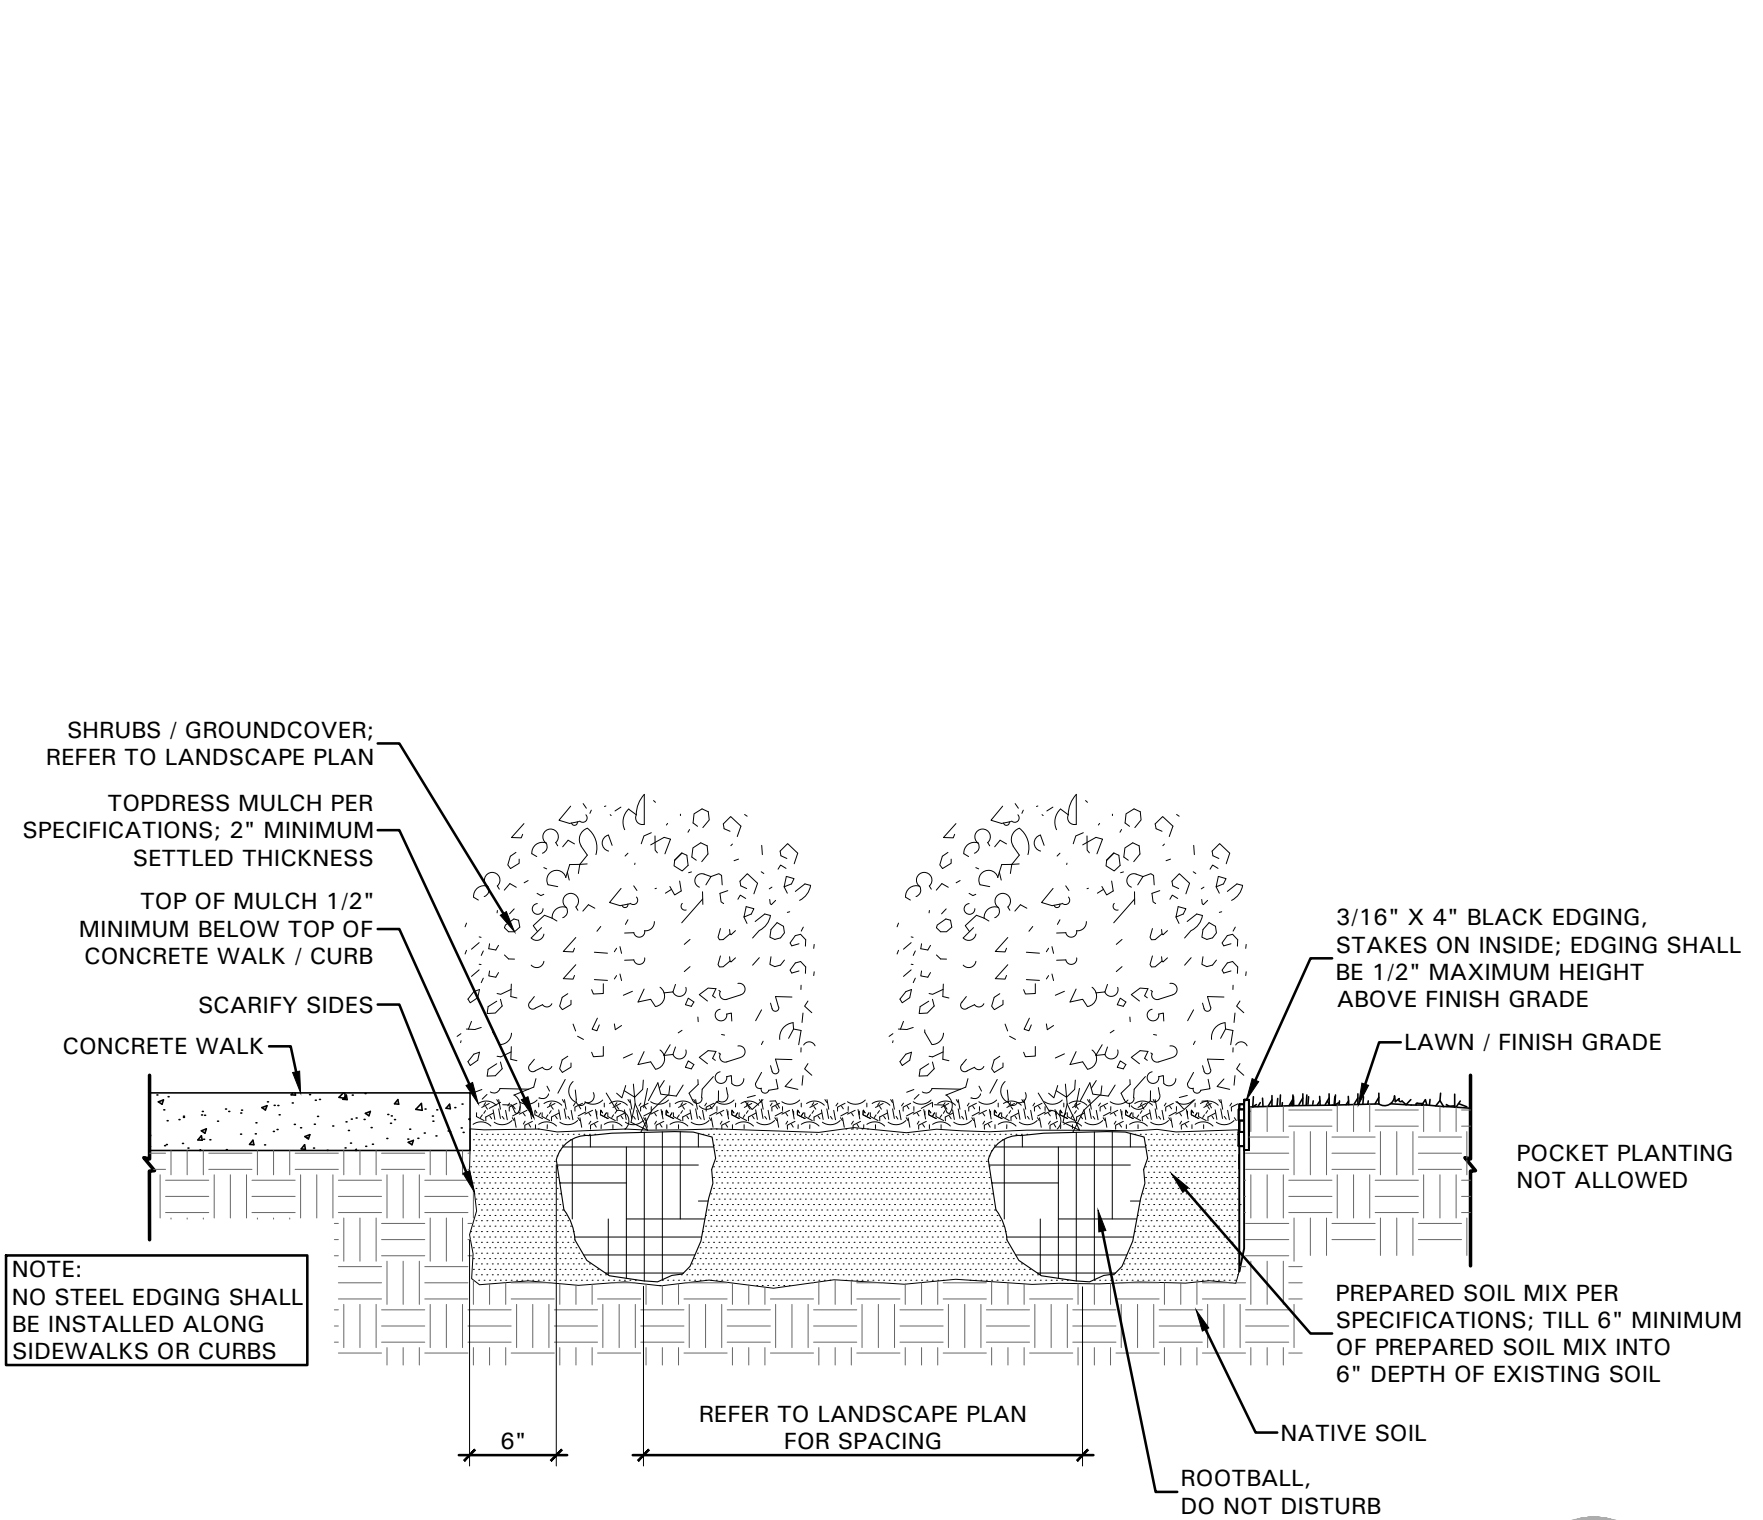 SHRUBS / GROUNDCOVER;
REFER TO LANDSCAPE PLAN
TOPDRESS MULCH PER
SPECIFICATIONS; 2" MINIMUM
SETTLED THICKNESS
TOP OF MULCH 1/2"
MINIMUM BELOW TOP OF
CONCRETE WALK / CURB
SCARIFY SIDES
CONCRETE WALK
NOTE:
NO STEEL EDGING SHALL
BE INSTALLED ALONG
SIDEWALKS OR CURBS
6"
REFER TO LANDSCAPE PLAN
FOR SPACING
3/16" X 4" BLACK EDGING,
STAKES ON INSIDE; EDGING SHALL
BE 1/2" MAXIMUM HEIGHT
ABOVE FINISH GRADE
LAWN / FINISH GRADE
POCKET PLANTING
NOT ALLOWED
PREPARED SOIL MIX PER
SPECIFICATIONS; TILL 6" MINIMUM
OF PREPARED SOIL MIX INTO
6" DEPTH OF EXISTING SOIL
NATIVE SOIL
ROOTBALL,
DO NOT DISTURB